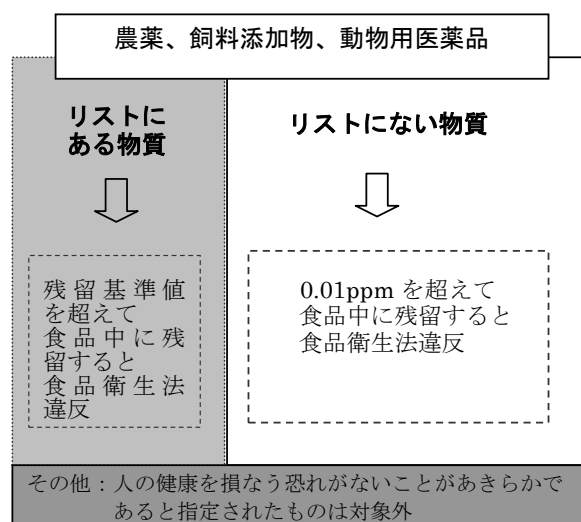 農薬、飼料添加物、動物用医薬品
リストに
ある物質
リストにない物質
残留基準値
を超えて
食品中に残
留すると
食品衛生法
違反
0.01ppm を超えて
食品中に残留すると
食品衛生法違反
その他：人の健康を損なう恐れがないことがあきらかで
あると指定されたものは対象外